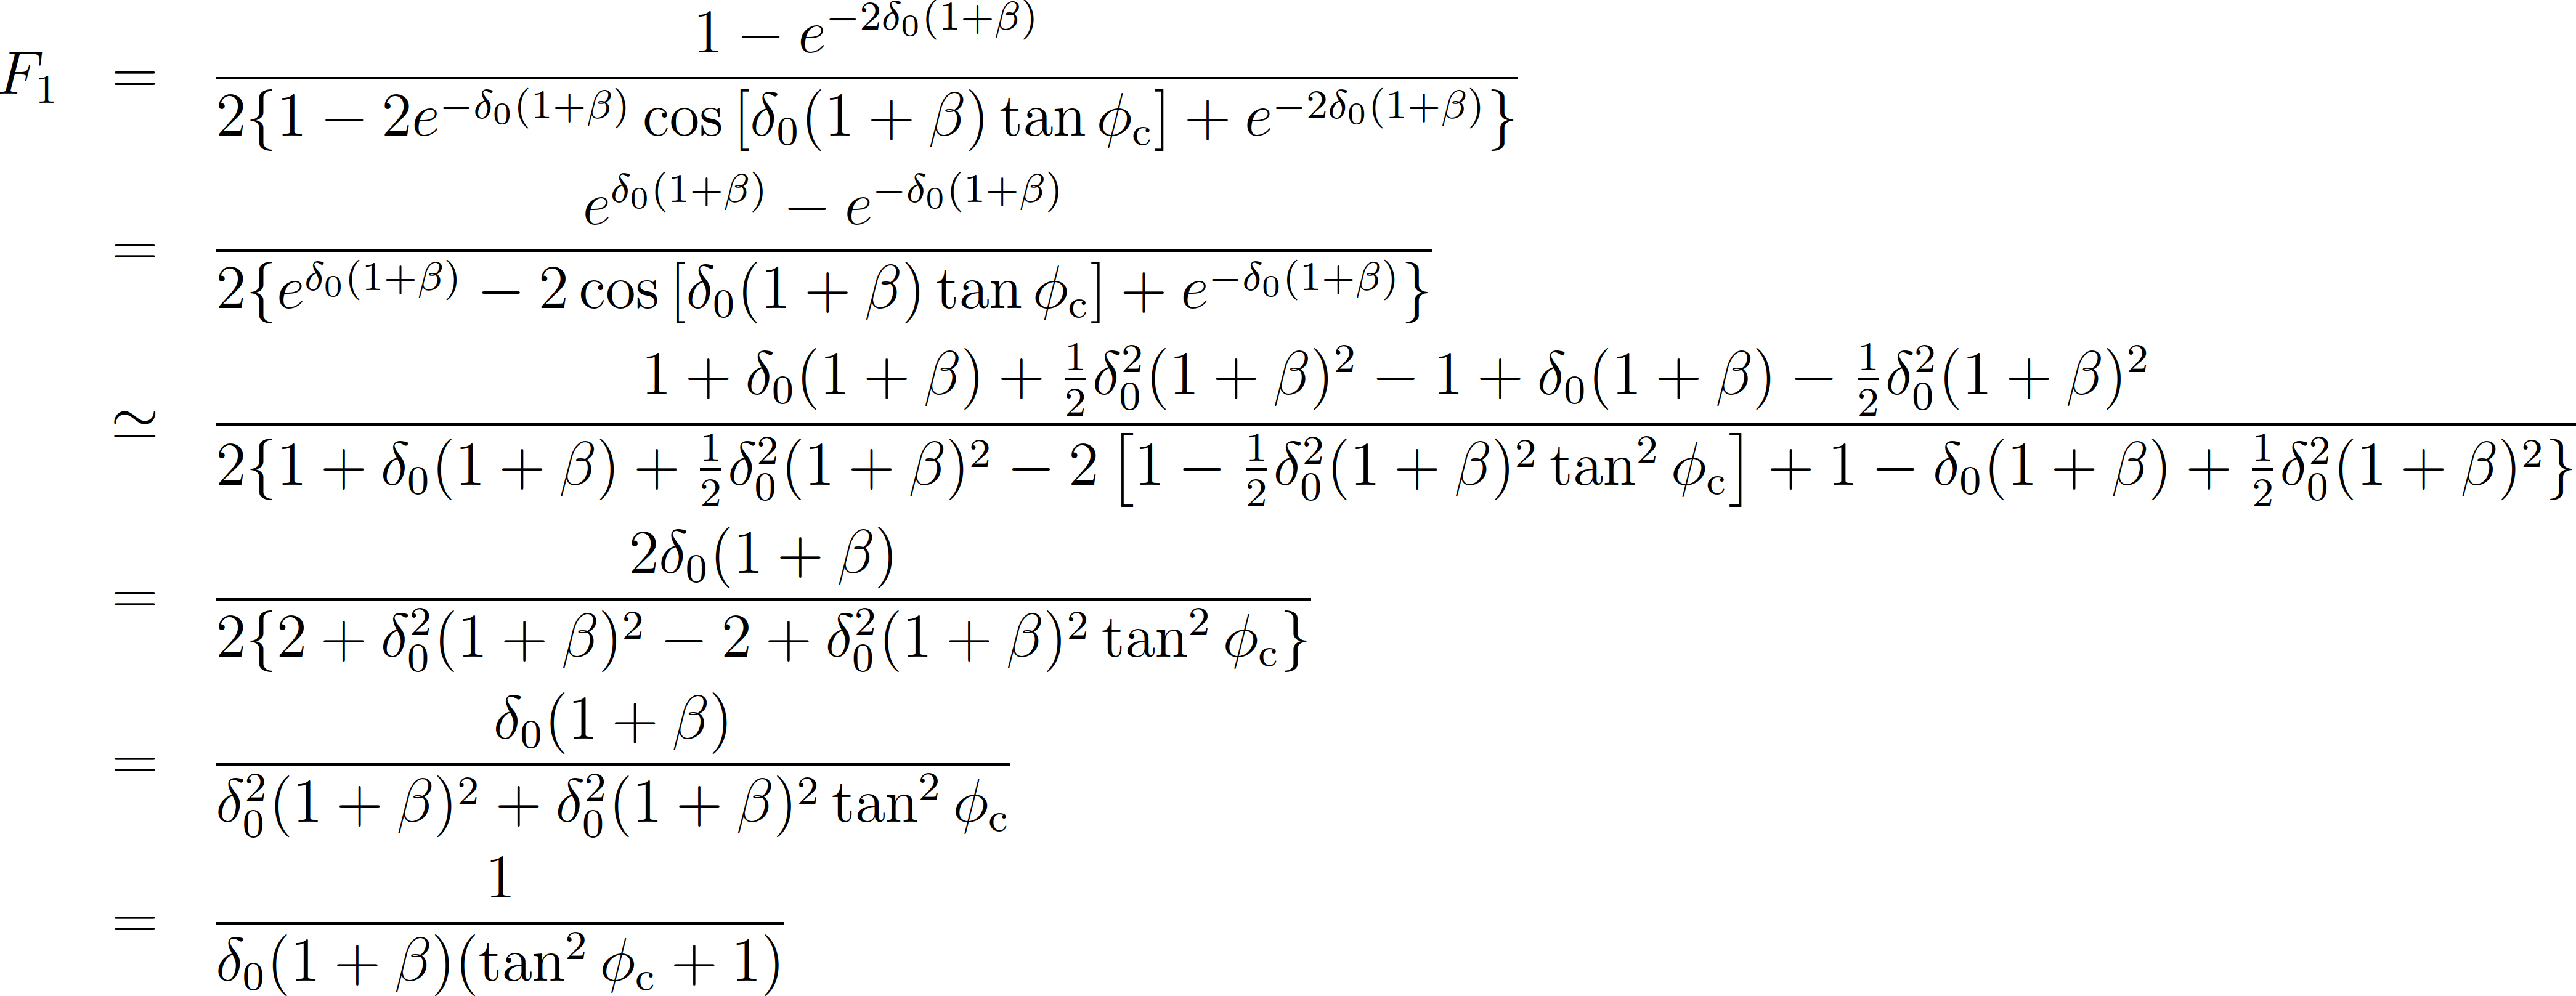 F_1 = \frac{1 - e^{-2\delta_0(1+\beta)}}{2\{1 - 2e^{-\delta_0(1+\beta)} \cos[\delta_0(1+\beta)\tan\phi_c] + e^{-2\delta_0(1+\beta)}\}}
= \frac{e^{\delta_0(1+\beta)} - e^{-\delta_0(1+\beta)}}{2\{e^{\delta_0(1+\beta)} - 2\cos[\delta_0(1+\beta)\tan\phi_c] + e^{-\delta_0(1+\beta)}\}}
\simeq \frac{1 + \delta_0(1+\beta) + \frac{1}{2}\delta_0^2(1+\beta)^2 - 1 + \delta_0(1+\beta) - \frac{1}{2}\delta_0^2(1+\beta)^2}{2\{1 + \delta_0(1+\beta) + \frac{1}{2}\delta_0^2(1+\beta)^2 - 2\left[1 - \frac{1}{2}\delta_0^2(1+\beta)^2\tan^2\phi_c\right] + 1 - \delta_0(1+\beta) + \frac{1}{2}\delta_0^2(1+\beta)^2\}}
= \frac{2\delta_0(1+\beta)}{2\{2 + \delta_0^2(1+\beta)^2 - 2 + \delta_0^2(1+\beta)^2\tan^2\phi_c\}}
= \frac{\delta_0(1+\beta)}{\delta_0^2(1+\beta)^2 + \delta_0^2(1+\beta)^2\tan^2\phi_c}
= \frac{1}{\delta_0(1+\beta)(\tan^2\phi_c + 1)}